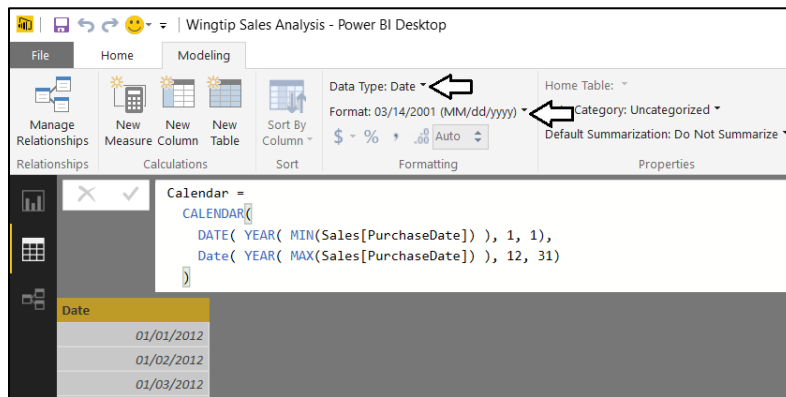 Wingtip Sales Analysis - Power BI Desktop
File Home Modeling
Manage Relationships
New Measure
New Column
New Table
Sort By Column
Data Type: Date
Format: 03/14/2001 (MM/dd/yyyy)
$ % , .00 Auto
Home Table:
Category: Uncategorized
Default Summarization: Do Not Summarize
Relationships Calculations Sort Formatting Properties
Calendar =
CALENDAR(
DATE( YEAR( MIN(Sales[PurchaseDate]) ), 1, 1),
Date( YEAR( MAX(Sales[PurchaseDate]) ), 12, 31)
)
Date
01/01/2012
01/02/2012
01/03/2012